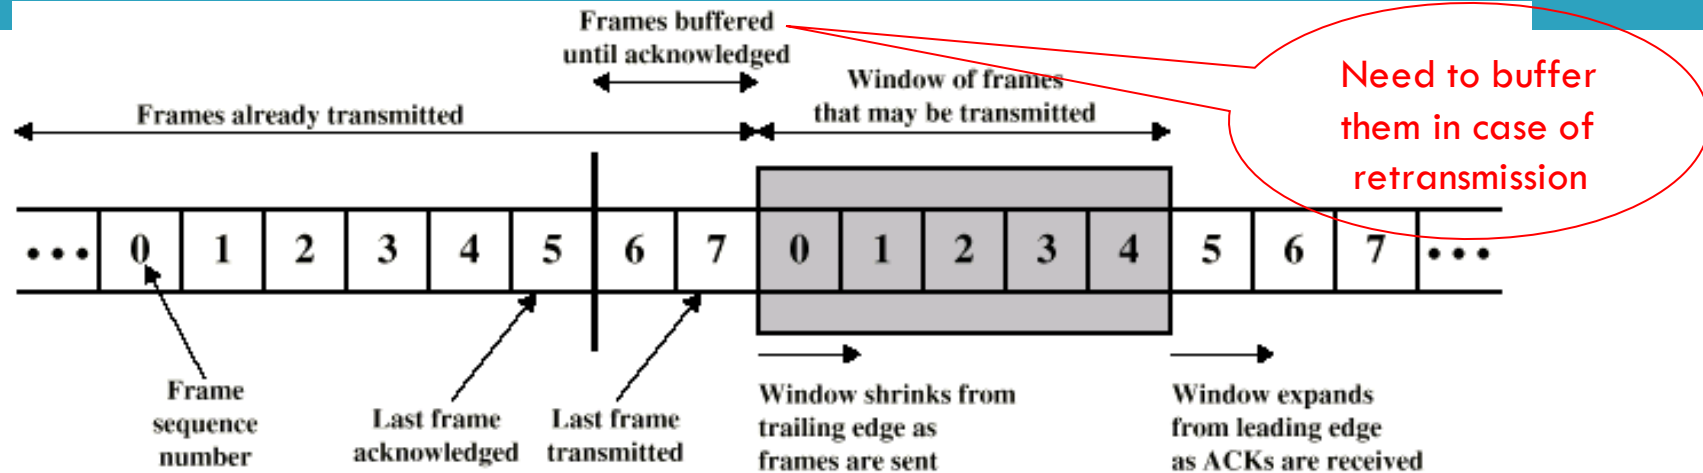 Frames buffered
until acknowledged
Need to buffer
them in case of
retransmission
Window of frames
that may be transmitted
Frames already transmitted
••• 0 1 2 3 4 5 6 7 0 1 2 3 4 5 6 7 •••
Frame
sequence
number
Last frame
acknowledged
Last frame
transmitted
Window shrinks from
trailing edge as
frames are sent
Window expands
from leading edge
as ACKs are received